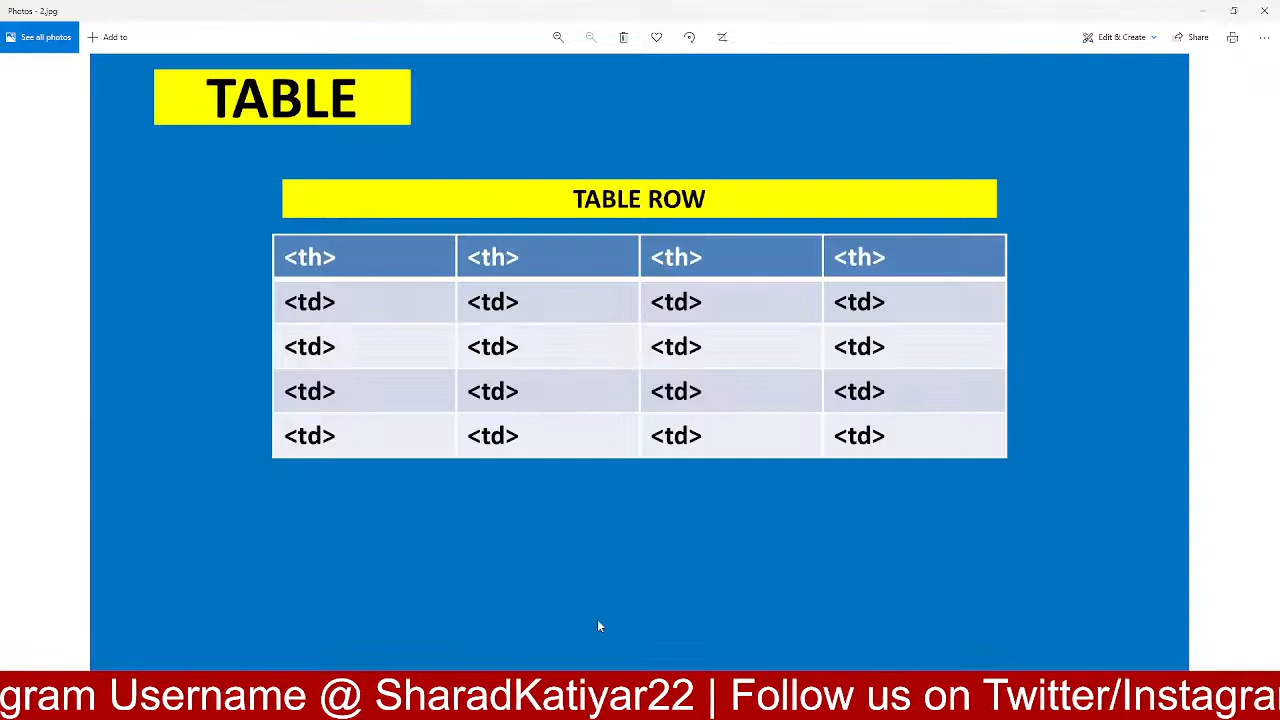 Photos - 2.jpg
See all photos
Add to
Edit & Create
Share
TABLE
TABLE ROW
<th> <th> <th> <th>
<td> <td> <td> <td>
<td> <td> <td> <td>
<td> <td> <td> <td>
<td> <td> <td> <td>
gram Username @ SharadKatiyar22 | Follow us on Twitter/Instagra